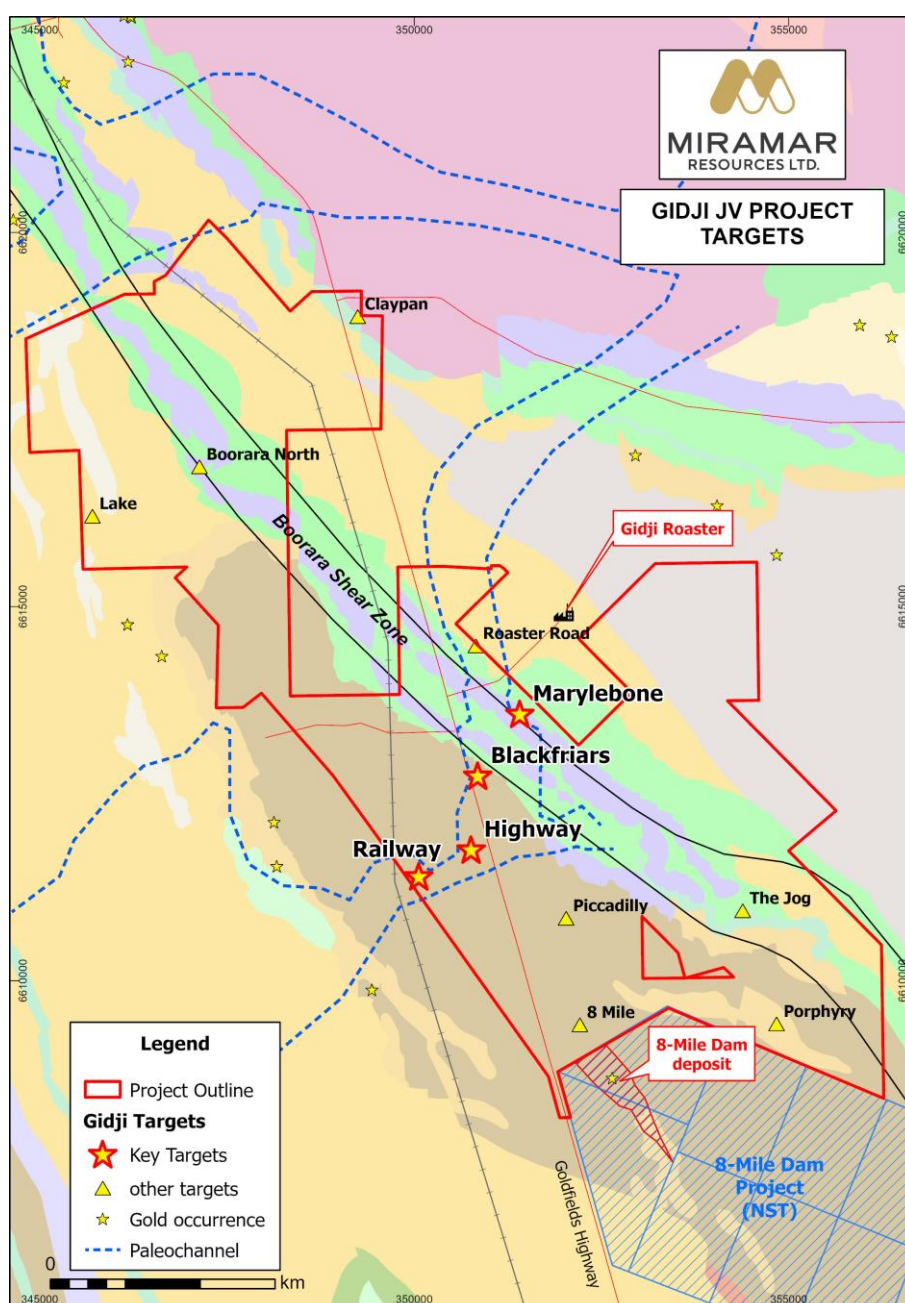 345000
350000
355000
MIRAMAR
RESOURCES LTD.
GIDJI JV PROJECT
TARGETS
6620000
6620000
Claypan
Boorara North
Lake
Gidji Roaster
Boorara Shear Zone
6615000
6615000
Roaster Road
Marylebone
Blackfriars
Highway
Railway
The Jog
Piccadilly
6610000
6610000
8 Mile
Porphyry
8-Mile Dam
deposit
8-Mile Dam
Project
(NST)
Goldfields Highway
Legend
Project Outline
Gidji Targets
Key Targets
other targets
Gold occurrence
Paleochannel
0
km
345000
350000
355000